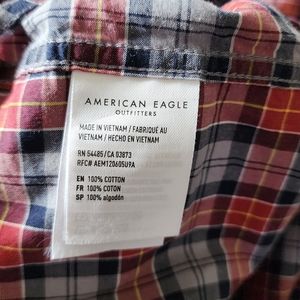 AMERICAN EAGLE
OUTFITTERS
MADE IN VIETNAM / FABRIQUÉ AU
VIETNAM / HECHO EN VIETNAM
RN 54485/CA 03873
RFC# AEM120605U9A
EN 100% COTTON
FR 100% COTON
SP 100% algodón